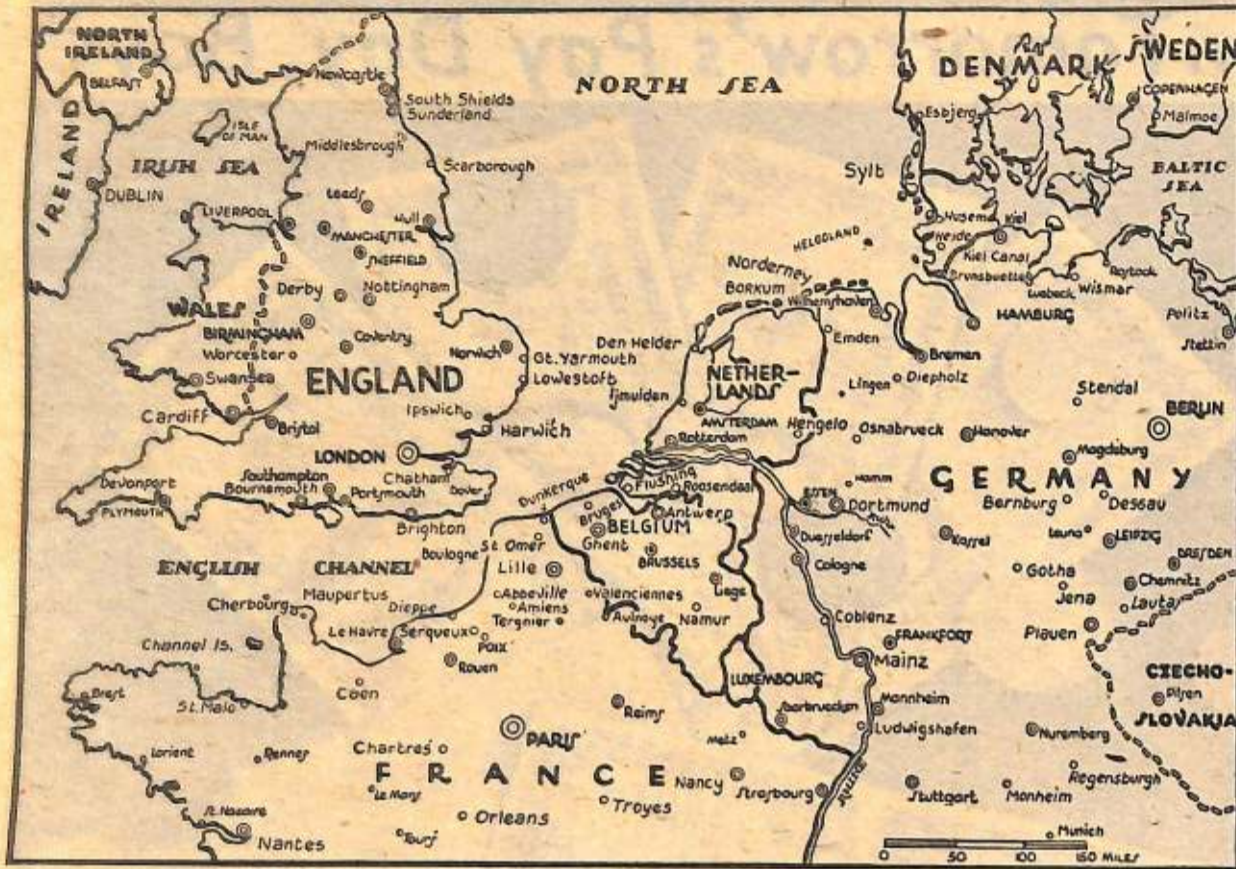 NORTH
IRELAND
BELFAST
IRELAND
DUBLIN
IRISH SEA
ISLE
OF MAN
Newcastle
South Shields
Sunderland
Middlesbrough
Scarborough
Leeds
Hull
LIVERPOOL
MANCHESTER
SHEFFIELD
Derby
Nottingham
WALES
BIRMINGHAM
Worcester
Coventry
Norwich
Gt. Yarmouth
Lowestoft
Swansea
ENGLAND
Cardiff
Bristol
Ipswich
Harwich
LONDON
Chatham
Dover
Devonport
PLYMOUTH
Southampton
Bournemouth
Portsmouth
Brighton
ENGLISH CHANNEL
NORTH SEA
DENMARK
SWEDEN
COPENHAGEN
Malmoe
Esbjerg
BALTIC
SEA
Sylt
Husem
Kiel
Heide
HELGOLAND
Kiel Canal
Brunsbuettel
Luebeck
Wismar
Rostock
Norderney
BORKUM
Wilhemshaven
HAMBURG
Politz
Stettin
Den Helder
Emden
Bremen
NETHER-
LANDS
Ijmuiden
Lingen
Diepholz
Stendal
AMSTERDAM
Hengelo
Osnabrueck
Hanover
BERLIN
Rotterdam
Magdeburg
GERMANY
Flushing
Roosendaal
Hamm
ESSEN
Dortmund
Ruhr
Bernburg
Dessau
Dunkerque
Bruges
Antwerp
BELGIUM
Ghent
Duesseldorf
Kassel
Leuna
LEIPZIG
DRESDEN
Boulogne
St. Omer
Lille
BRUSSELS
Cologne
Gotha
Chemnitz
Jena
Lauta
Maupertus
Dieppe
Abbeville
Amiens
Tergnier
Valenciennes
Liege
Aulnoye
Namur
Coblenz
Plauen
Cherbourg
Le Havre
Serqueux
POIX
Rouen
FRANKFORT
Mainz
Channel Is.
Caen
LUXEMBOURG
CZECHO-
SLOVAKIA
Pilsen
Brest
St. Malo
Reims
Saarbruecken
Mannheim
Ludwigshafen
Nuremberg
PARIS
Metz
Lorient
Rennes
Chartres
FRANCE
Nancy
Strasbourg
RHINE
Regensburgh
Le Mans
Troyes
Stuttgart
Monheim
St. Nazaire
Orleans
Nantes
Tours
Munich
0 50 100 150 MILES